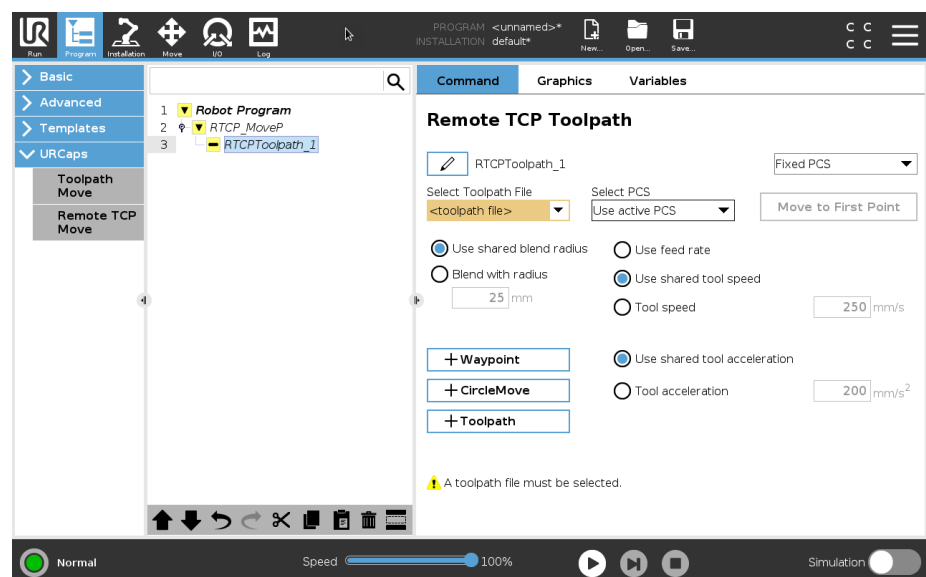 PROGRAM <unnamed>*
INSTALLATION default*
Run Program Installation Move I/O Log New... Open... Save...
C C
C C
Basic
Advanced
Templates
URCaps
Toolpath
Move
Remote TCP
Move
1 Robot Program
2 RTCP_MoveP
3 RTCPToolpath_1
Command Graphics Variables
Remote TCP Toolpath
RTCPToolpath_1 Fixed PCS
Select Toolpath File Select PCS
<toolpath file> Use active PCS Move to First Point
Use shared blend radius Use feed rate
Blend with radius Use shared tool speed
25 mm Tool speed 250 mm/s
+Waypoint Use shared tool acceleration
+CircleMove Tool acceleration 200 mm/s²
+Toolpath
A toolpath file must be selected.
Normal Speed 100% Simulation